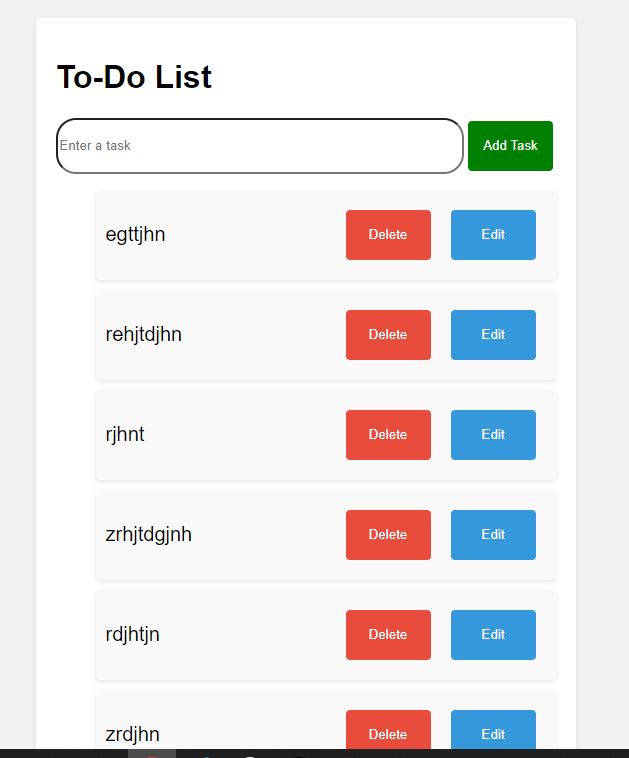 To-Do List
Enter a task
Add Task
egttjhn
Delete
Edit
rehjtdjhn
Delete
Edit
rjhnt
Delete
Edit
zrhjtdgjnh
Delete
Edit
rdjhtjn
Delete
Edit
zrdjhn
Delete
Edit